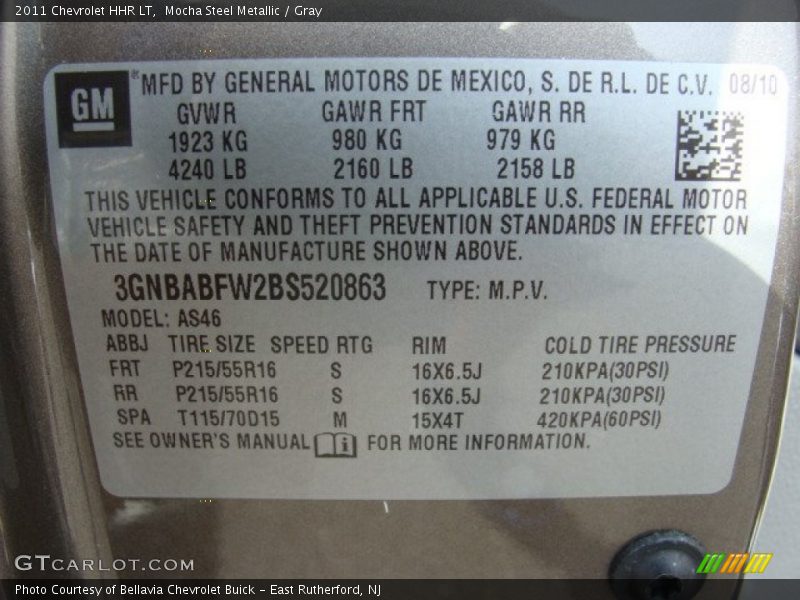 2011 Chevrolet HHR LT,  Mocha Steel Metallic / Gray
GM
® MFD BY GENERAL MOTORS DE MEXICO, S. DE R.L. DE C.V. 08/10
GVWR GAWR FRT GAWR RR
1923 KG 980 KG 979 KG
4240 LB 2160 LB 2158 LB
THIS VEHICLE CONFORMS TO ALL APPLICABLE U.S. FEDERAL MOTOR
VEHICLE SAFETY AND THEFT PREVENTION STANDARDS IN EFFECT ON
THE DATE OF MANUFACTURE SHOWN ABOVE.
3GNBABFW2BS520863 TYPE: M.P.V.
MODEL: AS46
ABBJ TIRE SIZE SPEED RTG RIM COLD TIRE PRESSURE
FRT P215/55R16 S 16X6.5J 210KPA(30PSI)
RR P215/55R16 S 16X6.5J 210KPA(30PSI)
SPA T115/70D15 M 15X4T 420KPA(60PSI)
SEE OWNER'S MANUAL i FOR MORE INFORMATION.
GTCARLOT.COM
Photo Courtesy of Bellavia Chevrolet Buick – East Rutherford, NJ